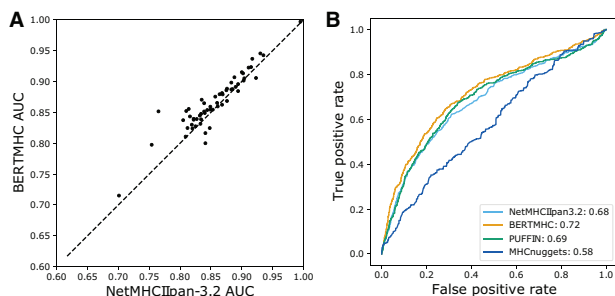 A
1.00
0.95
0.90
0.85
0.80
0.75
0.70
0.65
0.60
BERTMHC AUC
0.60 0.65 0.70 0.75 0.80 0.85 0.90 0.95 1.00
NetMHCIIpan-3.2 AUC
B
1.0
0.8
0.6
0.4
0.2
0.0
True positive rate
NetMHCIIpan3.2: 0.68
BERTMHC: 0.72
PUFFIN: 0.69
MHCnuggets: 0.58
0.0 0.2 0.4 0.6 0.8 1.0
False positive rate